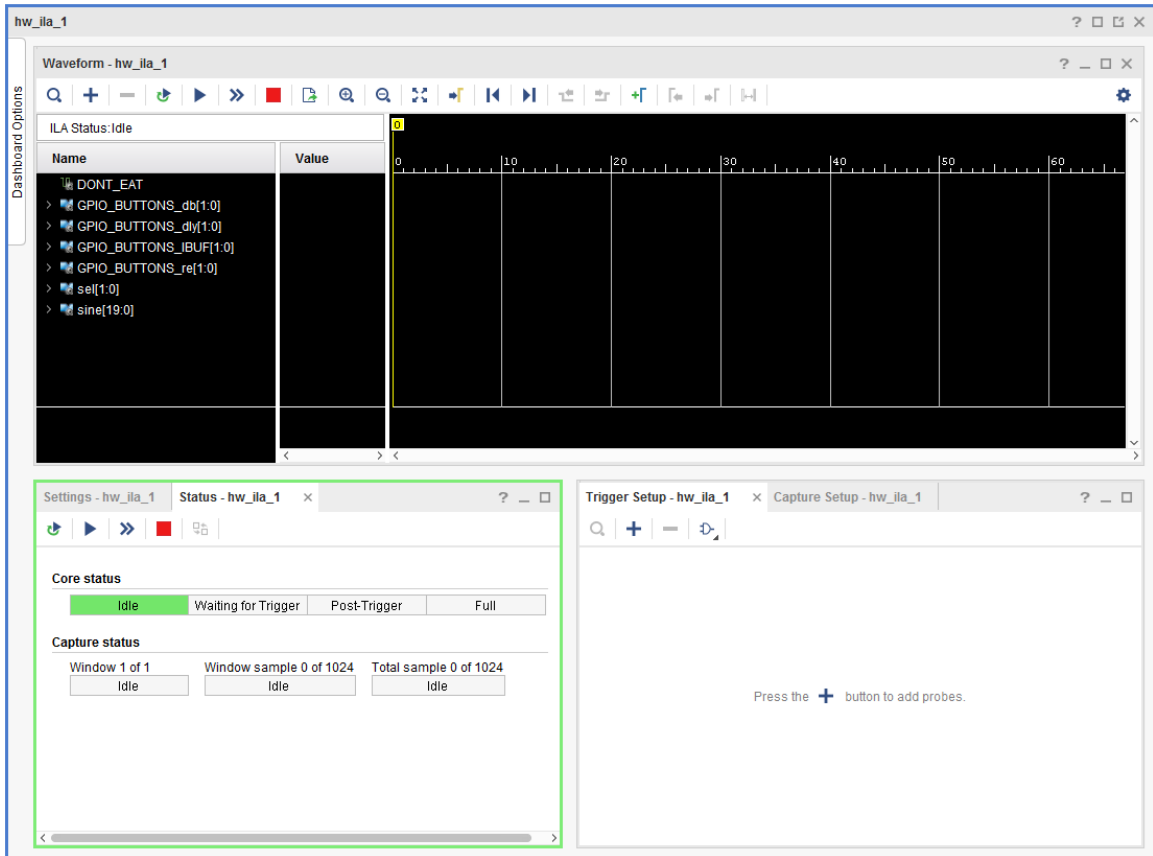 hw_ila_1
Dashboard Options
Waveform - hw_ila_1
ILA Status:Idle
Name Value
0
0 10 20 30 40 50 60
DONT_EAT
GPIO_BUTTONS_db[1:0]
GPIO_BUTTONS_dly[1:0]
GPIO_BUTTONS_IBUF[1:0]
GPIO_BUTTONS_re[1:0]
sel[1:0]
sine[19:0]
Settings - hw_ila_1 Status - hw_ila_1
Core status
Idle Waiting for Trigger Post-Trigger Full
Capture status
Window 1 of 1 Window sample 0 of 1024 Total sample 0 of 1024
Idle Idle Idle
Trigger Setup - hw_ila_1 Capture Setup - hw_ila_1
Press the + button to add probes.